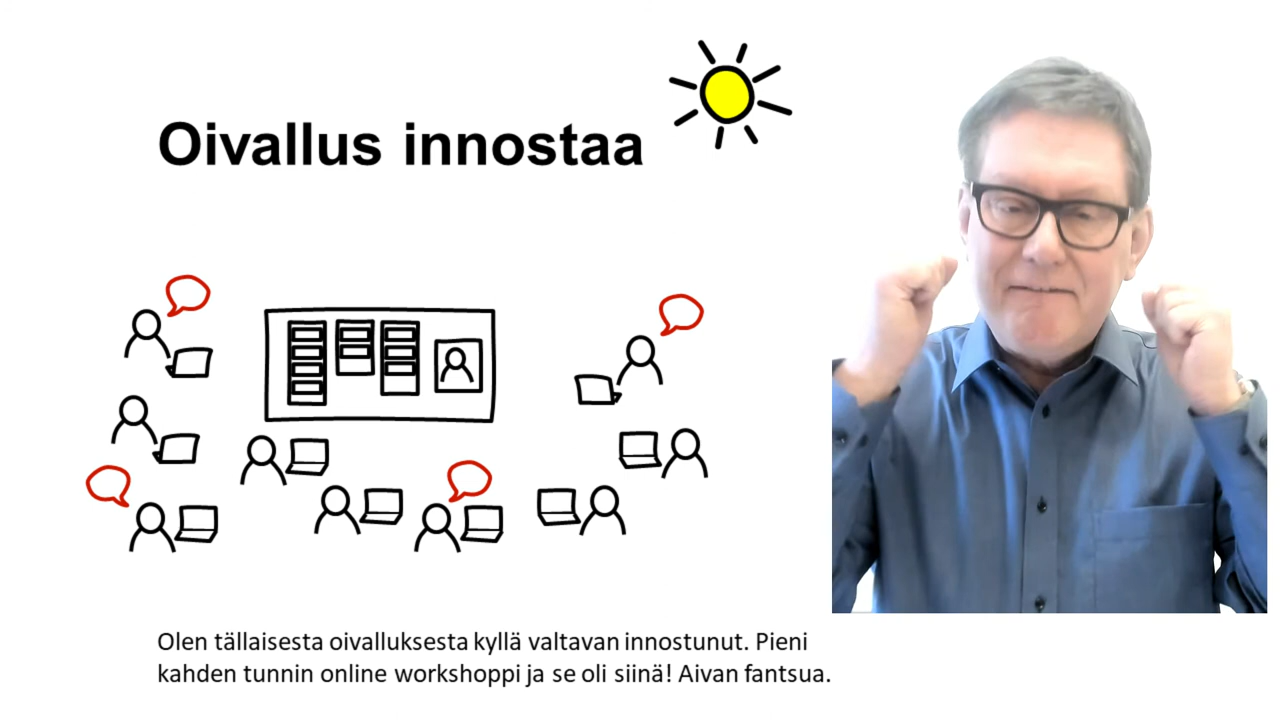 Oivallus innostaa
Olen tällaisesta oivalluksesta kyllä valtavan innostunut. Pieni
kahden tunnin online workshoppi ja se oli siinä! Aivan fantsua.